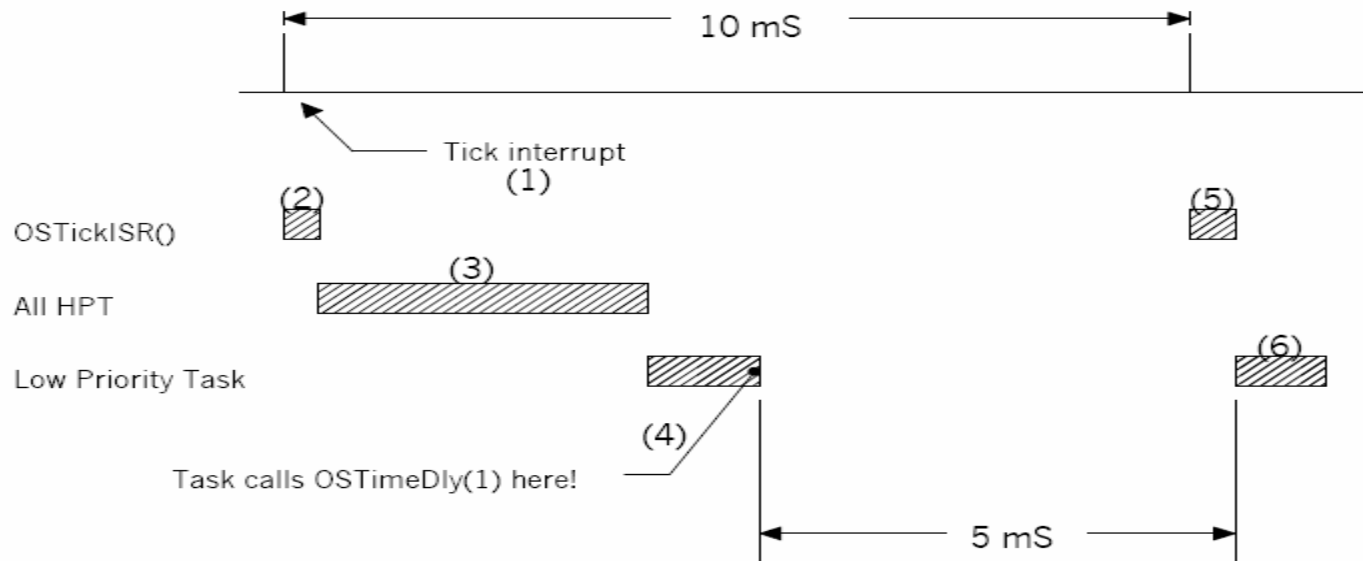 10 mS
Tick interrupt
(1)
(2)
(5)
OSTickISR()
(3)
All HPT
(6)
Low Priority Task
(4)
Task calls OSTimeDly(1) here!
5 mS